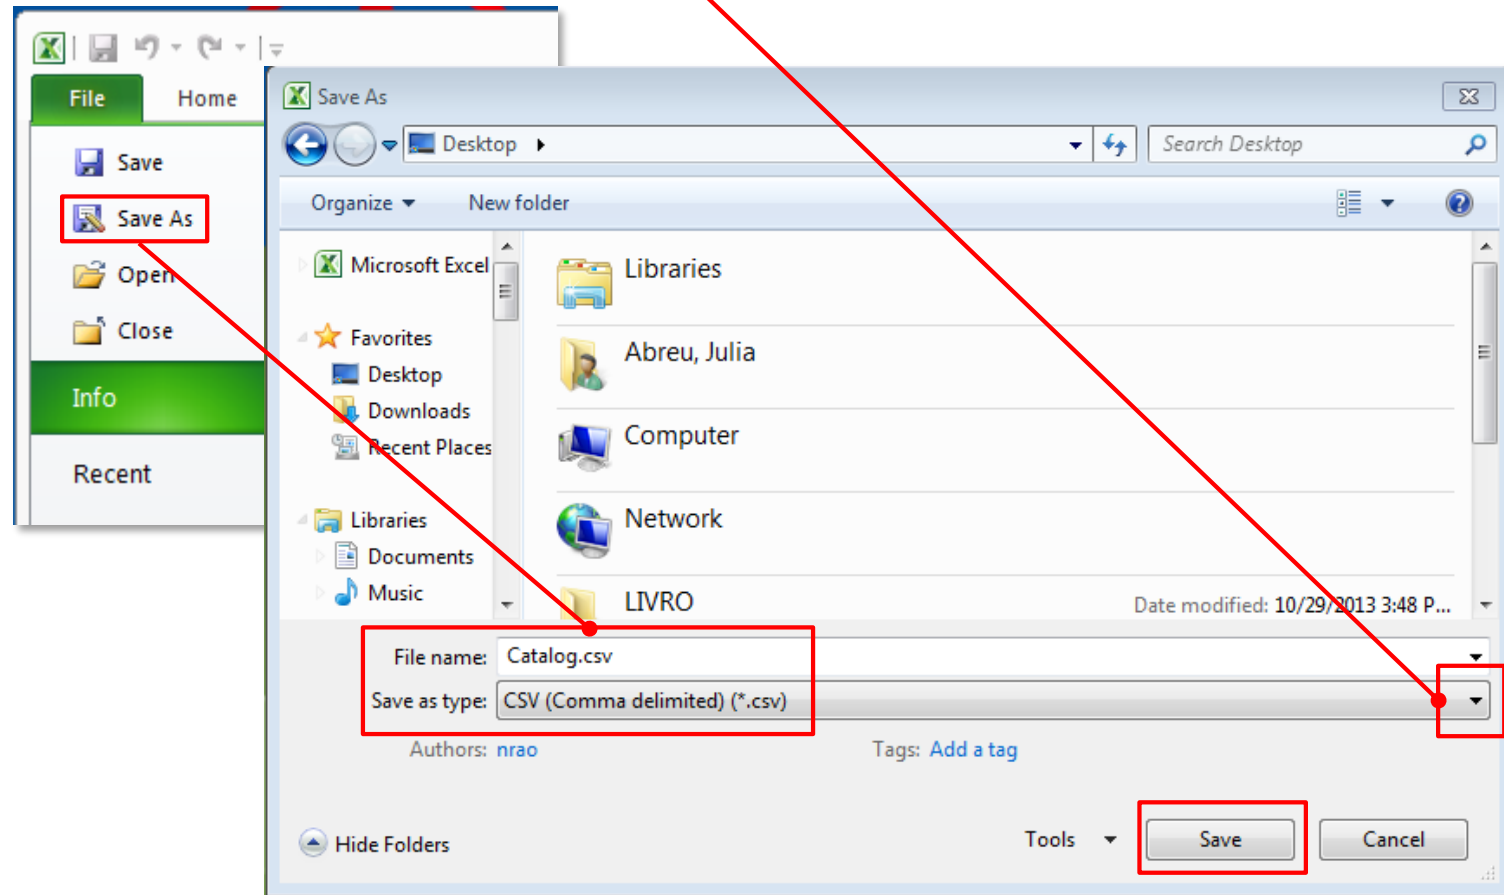 File Home
Save
Save As
Open
Close
Info
Recent
Save As
Desktop
Search Desktop
Organize New folder
Microsoft Excel
Favorites
Desktop
Downloads
Recent Places
Libraries
Documents
Music
Libraries
Abreu, Julia
Computer
Network
LIVRO Date modified: 10/29/2013 3:48 P...
File name: Catalog.csv
Save as type: CSV (Comma delimited) (*.csv)
Authors: nrao Tags: Add a tag
Hide Folders Tools Save Cancel